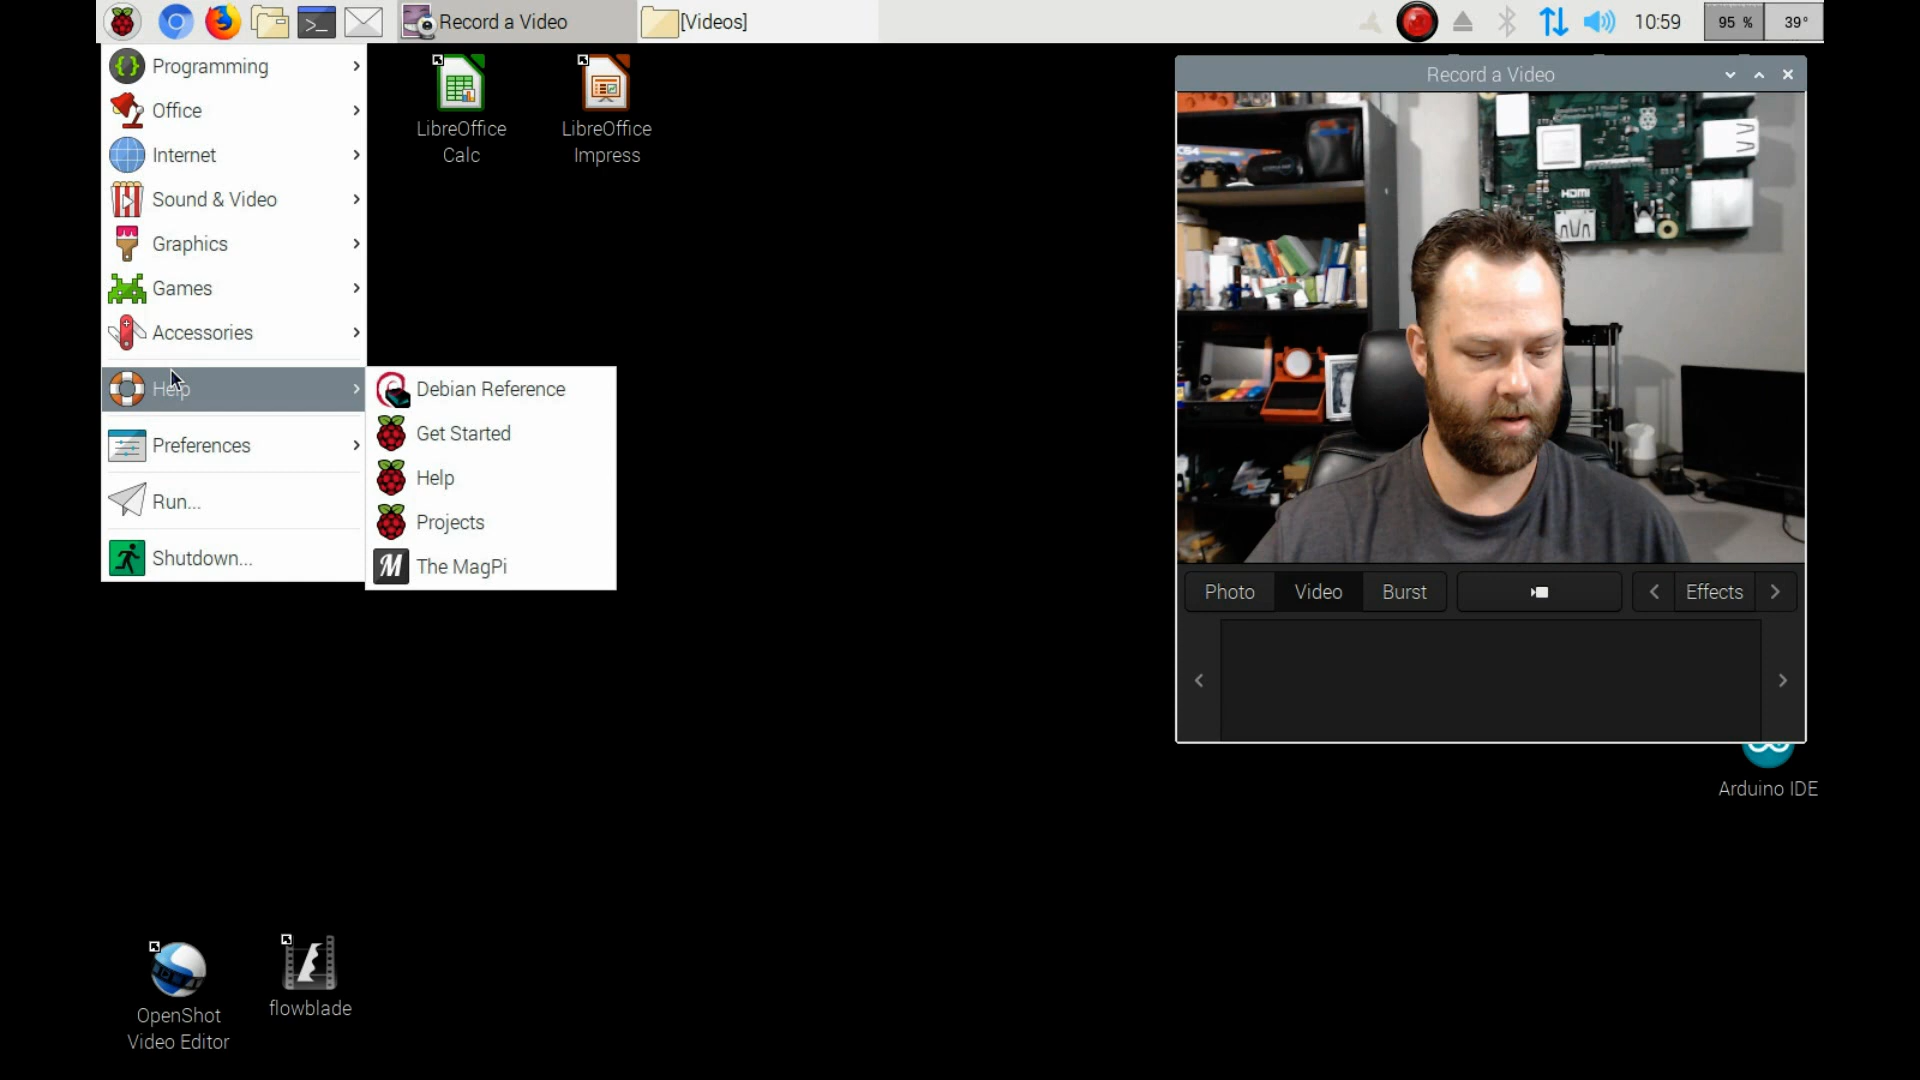 Record a Video
[Videos]
10:59
95 %
39°
Programming
Office
Internet
Sound & Video
Graphics
Games
Accessories
Help
Preferences
Run...
Shutdown...
Debian Reference
Get Started
Help
Projects
The MagPi
LibreOffice
Calc
LibreOffice
Impress
Record a Video
C64
HDMI
Photo
Video
Burst
Effects
Arduino IDE
OpenShot
Video Editor
flowblade